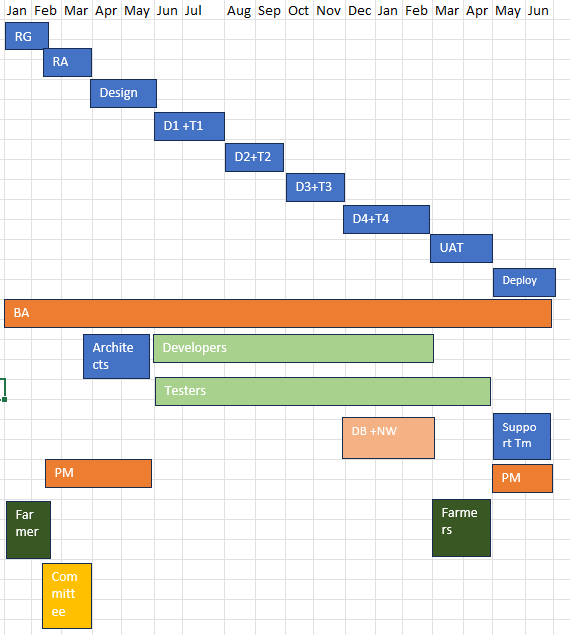 Jan Feb Mar Apr May Jun Jul Aug Sep Oct Nov Dec Jan Feb Mar Apr May Jun
RG
RA
Design
D1 +T1
D2+T2
D3+T3
D4+T4
UAT
Deploy
BA
Archite
cts
Developers
Testers
DB +NW
Suppo
rt Tm
PM
PM
Far
mer
Farme
rs
Com
mitt
ee